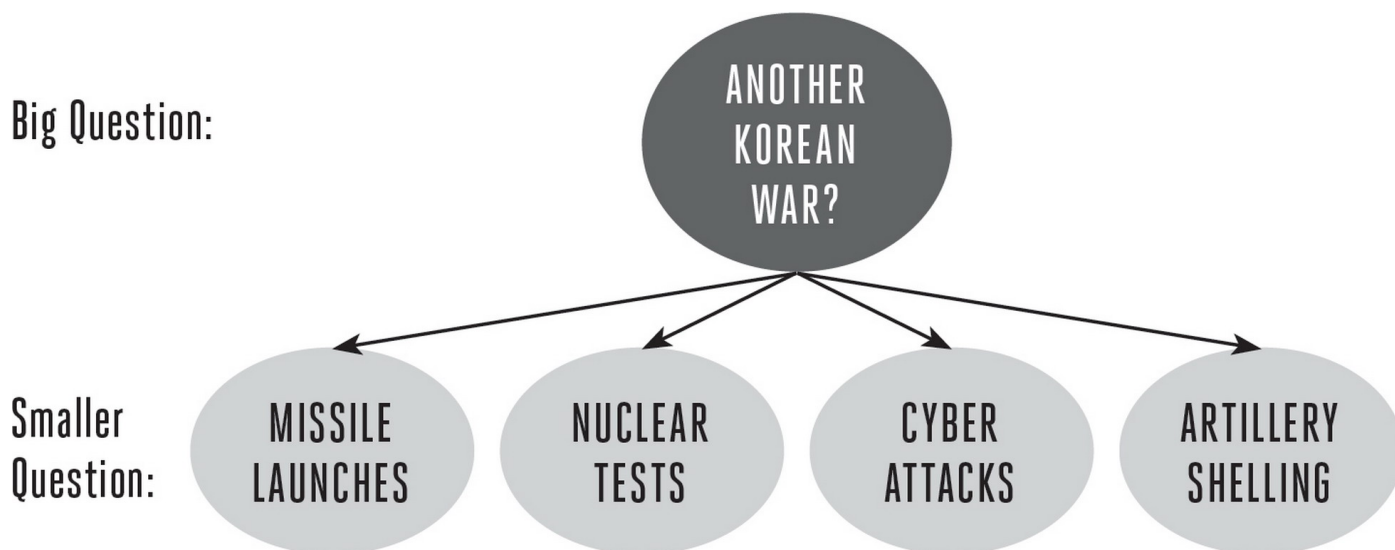 Big Question:
ANOTHER
KOREAN
WAR?
Smaller
Question:
MISSILE
LAUNCHES
NUCLEAR
TESTS
CYBER
ATTACKS
ARTILLERY
SHELLING